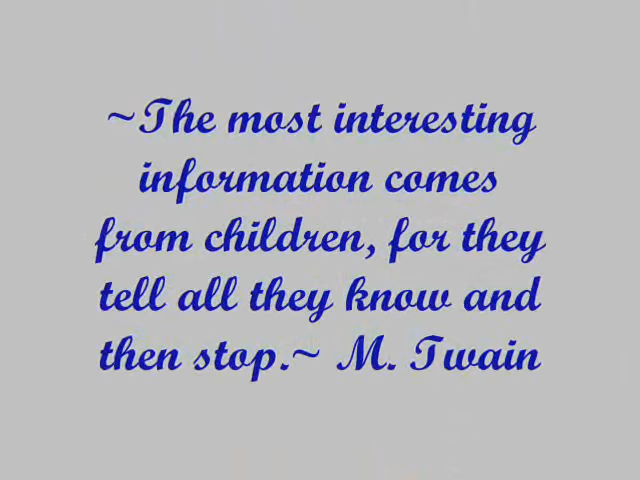 ~The most interesting
information comes
from children, for they
tell all they know and
then stop.~ M. Twain